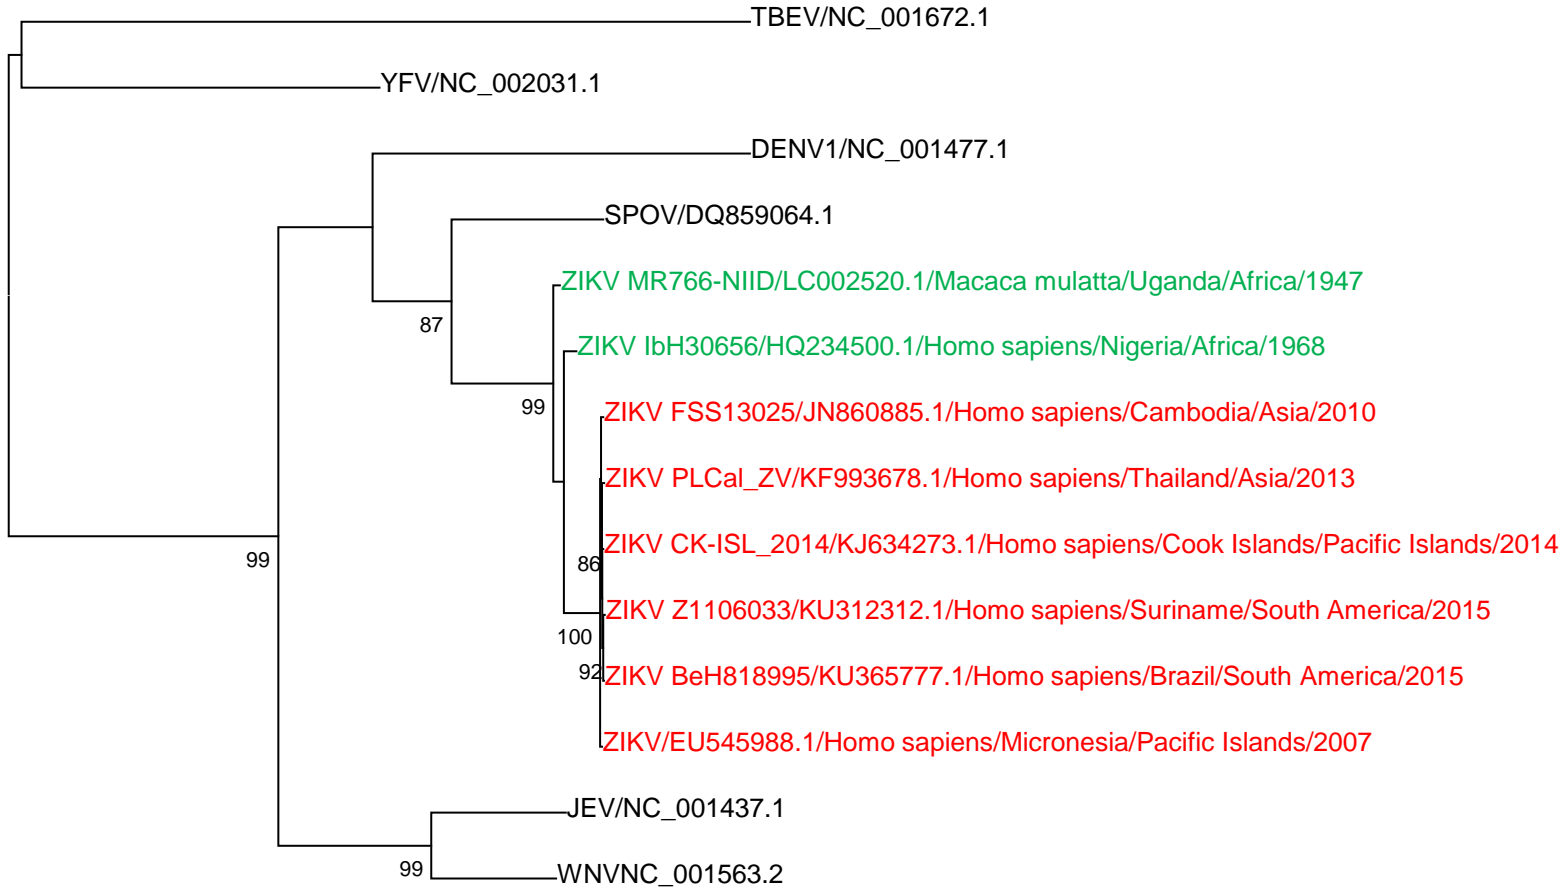 TBEV/NC_001672.1
YFV/NC_002031.1
DENV1/NC_001477.1
SPOV/DQ859064.1
ZIKV MR766-NIID/LC002520.1/Macaca mulatta/Uganda/Africa/1947
87
ZIKV IbH30656/HQ234500.1/Homo sapiens/Nigeria/Africa/1968
99
ZIKV FSS13025/JN860885.1/Homo sapiens/Cambodia/Asia/2010
ZIKV PLCal_ZV/KF993678.1/Homo sapiens/Thailand/Asia/2013
ZIKV CK-ISL_2014/KJ634273.1/Homo sapiens/Cook Islands/Pacific Islands/2014
99
86
ZIKV Z1106033/KU312312.1/Homo sapiens/Suriname/South America/2015
100
92
ZIKV BeH818995/KU365777.1/Homo sapiens/Brazil/South America/2015
ZIKV/EU545988.1/Homo sapiens/Micronesia/Pacific Islands/2007
JEV/NC_001437.1
99
WNVNC_001563.2